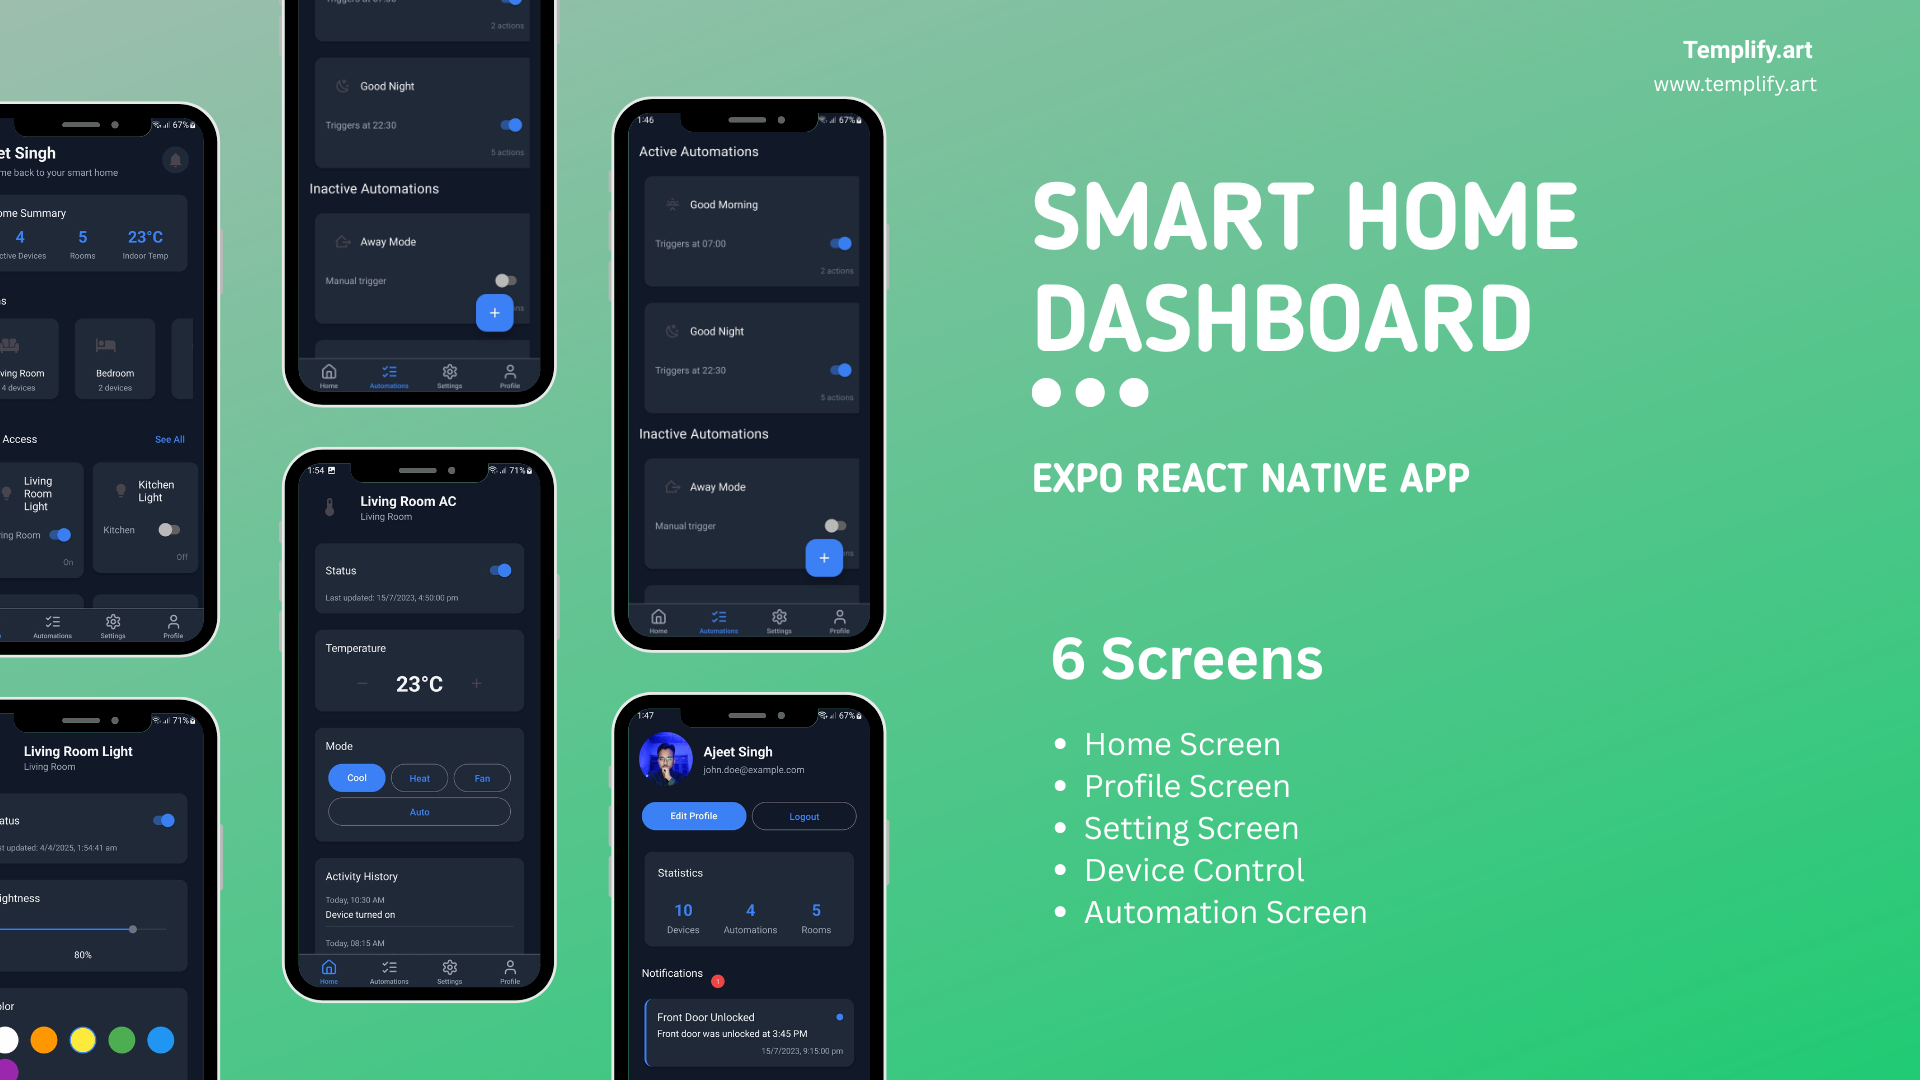 Templify.art
www.templify.art
SMART HOME
DASHBOARD
EXPO REACT NATIVE APP
6 Screens
Home Screen
Profile Screen
Setting Screen
Device Control
Automation Screen
67%
et Singh
me back to your smart home
ome Summary
4
5
23°C
ctive Devices
Rooms
Indoor Temp
s
ving Room
4 devices
Bedroom
2 devices
Access
See All
Living
Room
Light
ing Room
On
Kitchen
Light
Kitchen
Off
Automations
Settings
Profile
71%
Living Room Light
Living Room
atus
st updated: 4/4/2025, 1:54:41 am
ightness
80%
olor
2 actions
Good Night
Triggers at 22:30
5 actions
Inactive Automations
Away Mode
Manual trigger
ns
+
Home
Automations
Settings
Profile
1:54
71%
Living Room AC
Living Room
Status
Last updated: 15/7/2023, 4:50:00 pm
Temperature
− 23°C +
Mode
Cool
Heat
Fan
Auto
Activity History
Today, 10:30 AM
Device turned on
Today, 08:15 AM
Home
Automations
Settings
Profile
1:46
67%
Active Automations
Good Morning
Triggers at 07:00
2 actions
Good Night
Triggers at 22:30
5 actions
Inactive Automations
Away Mode
Manual trigger
ns
+
Home
Automations
Settings
Profile
1:47
67%
Ajeet Singh
john.doe@example.com
Edit Profile
Logout
Statistics
10
4
5
Devices
Automations
Rooms
Notifications
1
Front Door Unlocked
Front door was unlocked at 3:45 PM
15/7/2023, 9:15:00 pm